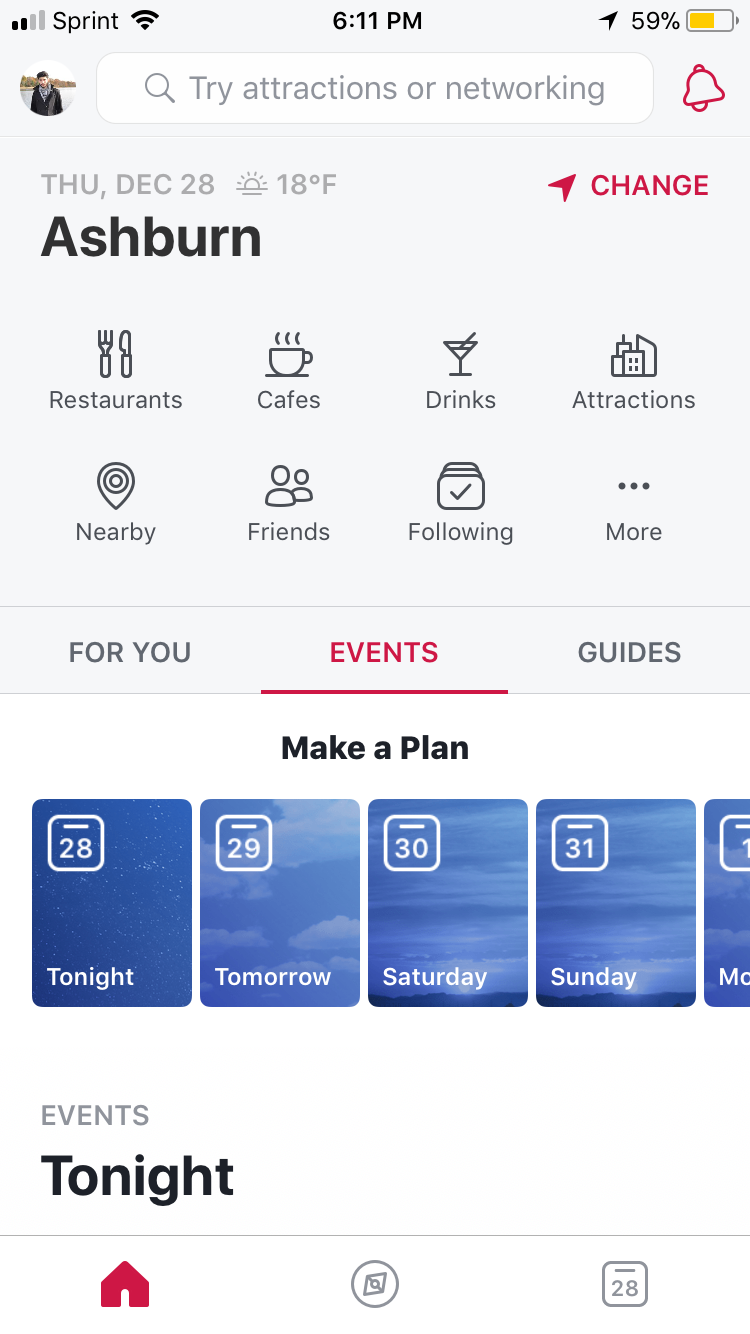 Sprint 6:11 PM 59%
Try attractions or networking
THU, DEC 28 18°F CHANGE
Ashburn
Restaurants Cafes Drinks Attractions
Nearby Friends Following More
FOR YOU EVENTS GUIDES
Make a Plan
28 29 30 31 1
Tonight Tomorrow Saturday Sunday Mo
EVENTS
Tonight
28